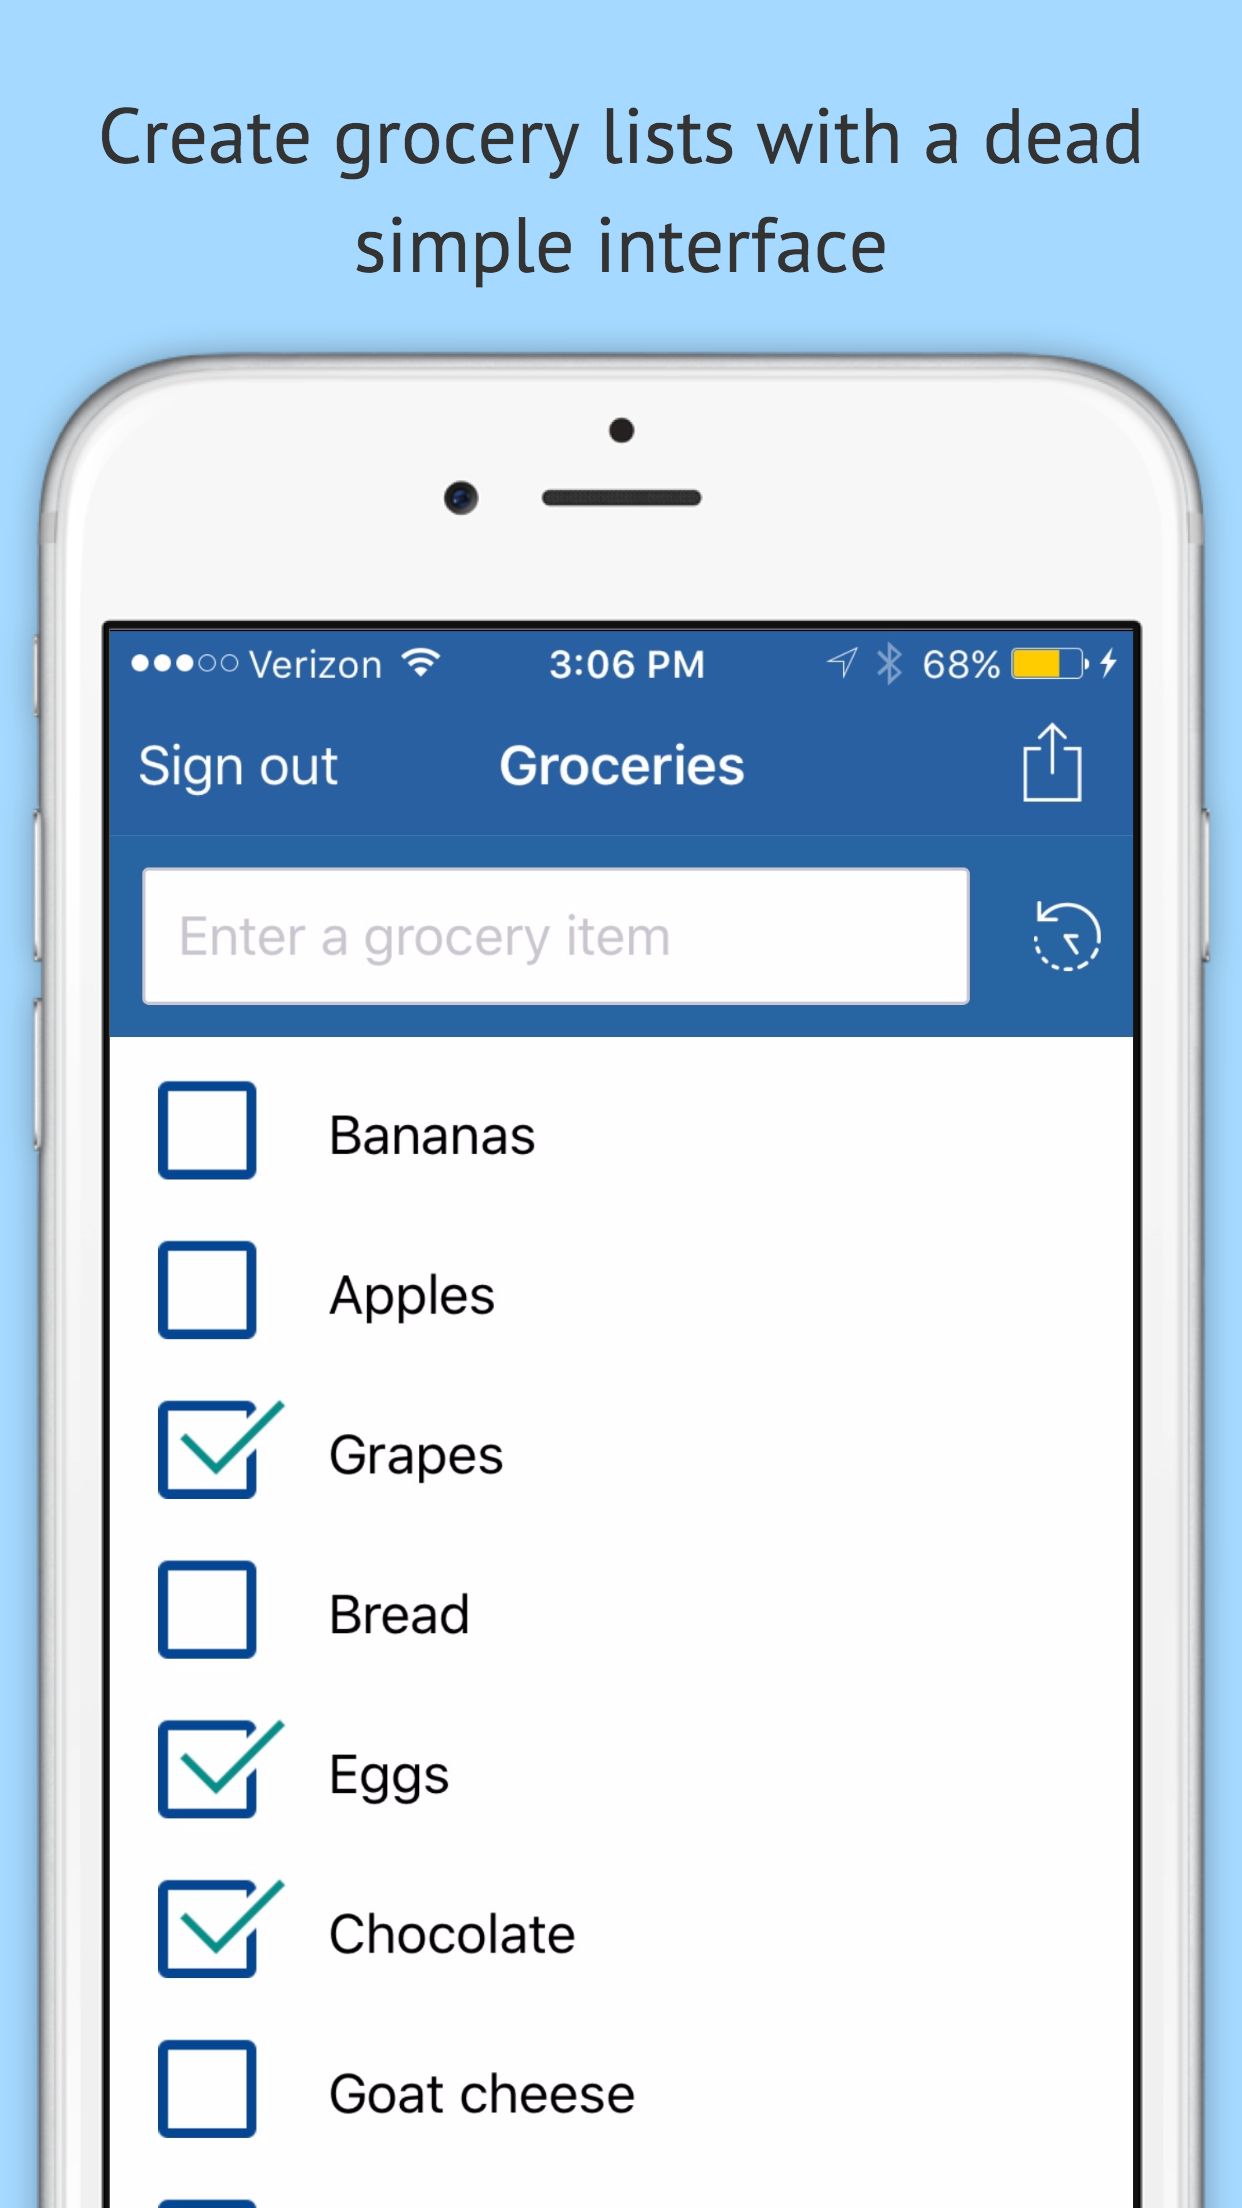 Create grocery lists with a dead
simple interface
Verizon 3:06 PM 68%
Sign out Groceries
Enter a grocery item
Bananas
Apples
Grapes
Bread
Eggs
Chocolate
Goat cheese